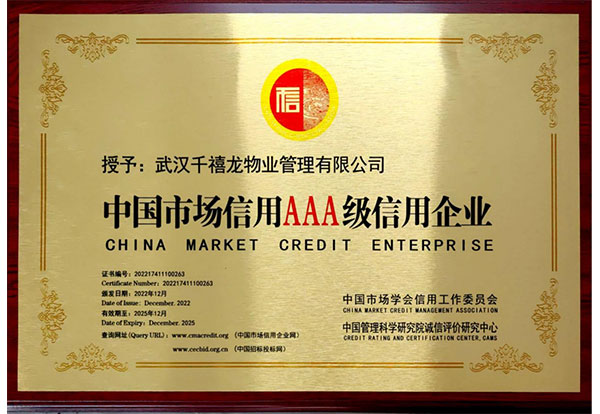 信
授予：武汉千禧龙物业管理有限公司
中国市场信用AAA级信用企业
CHINA MARKET CREDIT ENTERPRISE
证书编号：202217411100263
Certificate Number：202217411100263
颁发日期：2022年12月
Date of Issue：December. 2022
有效期至：2025年12月
Date of Expiry：December. 2025
查询网址(Query URL)：www.cmacredit.org（中国市场信用企业网）
www.cecbid.org.cn（中国招标投标网）
中国市场学会信用工作委员会
CHINA MARKET CREDIT MANAGEMENT ASSOCIATION
中国管理科学研究院诚信评价研究中心
CREDIT RATING AND CERTIFICATION CENTER, CAMS